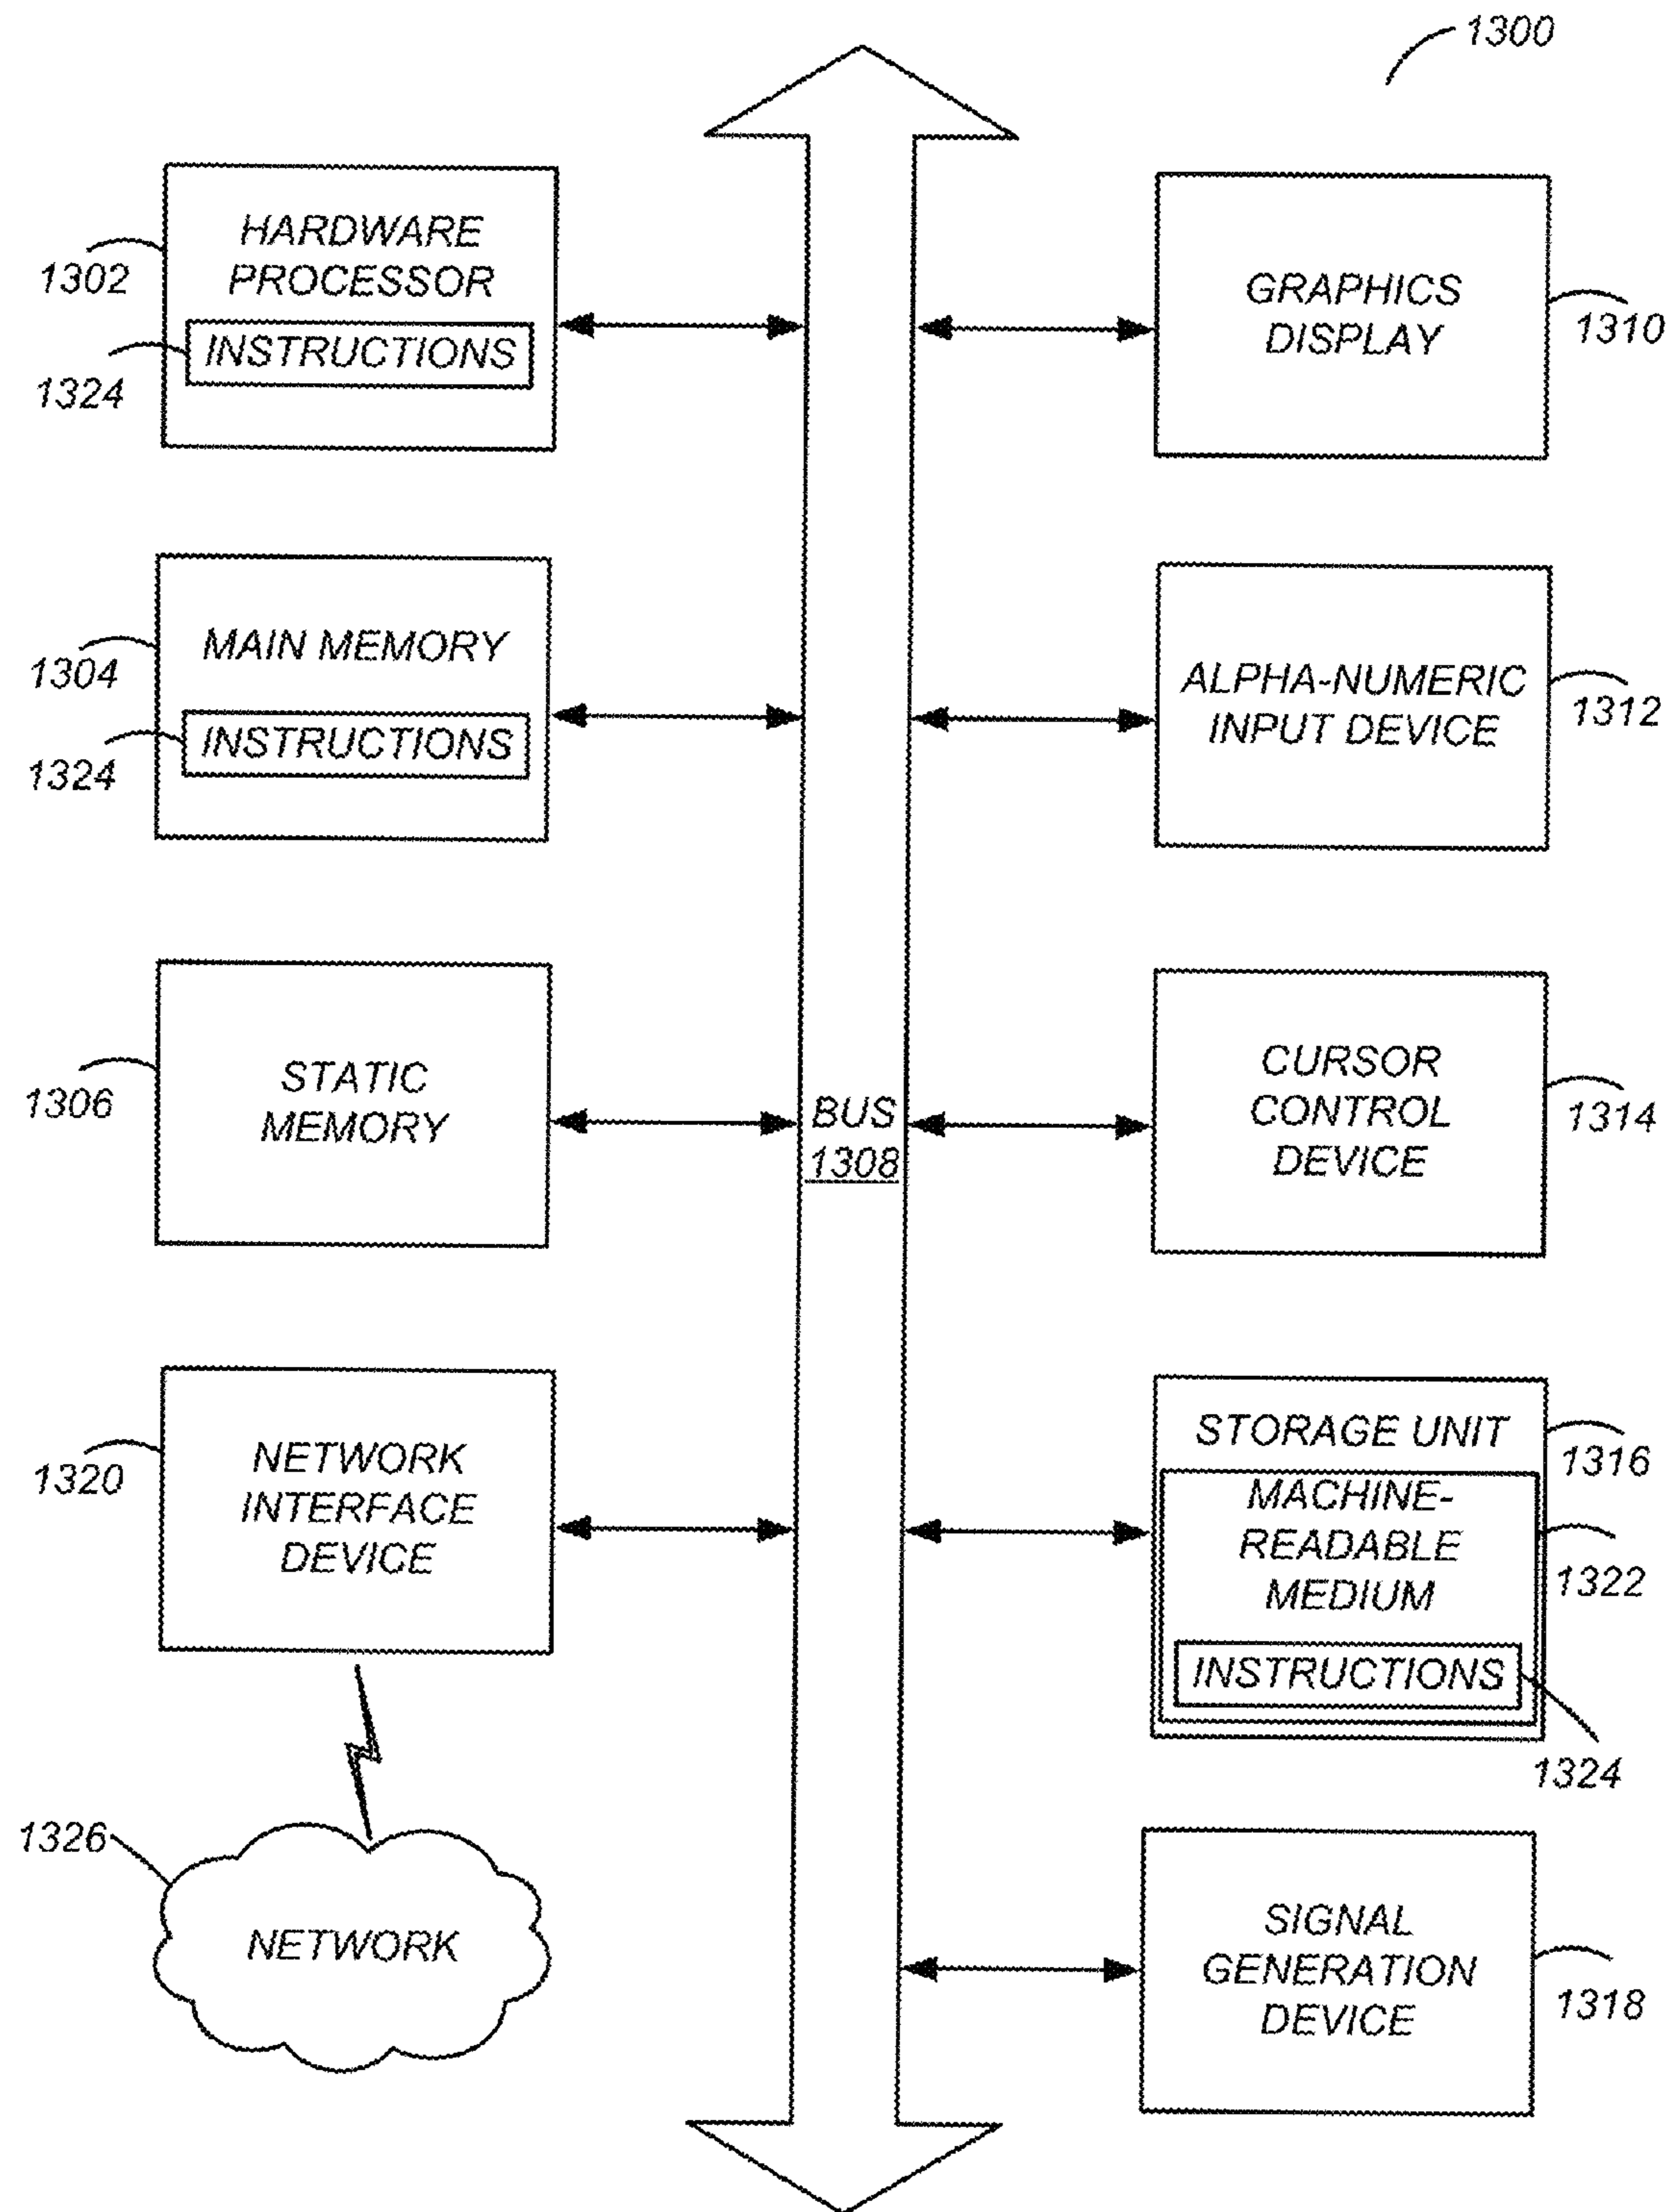 1300
HARDWARE
PROCESSOR
1302
INSTRUCTIONS
1324
GRAPHICS
DISPLAY
1310
MAIN MEMORY
1304
INSTRUCTIONS
1324
ALPHA-NUMERIC
INPUT DEVICE
1312
STATIC
MEMORY
1306
BUS
1308
CURSOR
CONTROL
DEVICE
1314
NETWORK
INTERFACE
DEVICE
1320
STORAGE UNIT
1316
MACHINE-
READABLE
MEDIUM
1322
INSTRUCTIONS
1324
1326
NETWORK
SIGNAL
GENERATION
DEVICE
1318